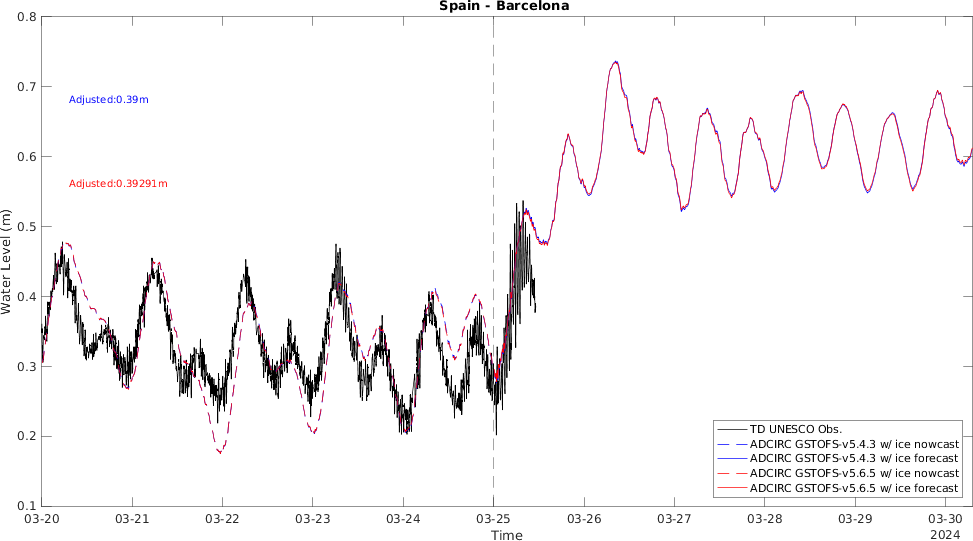 Spain - Barcelona
0.8
0.7
0.6
0.5
0.4
0.3
0.2
0.1
Water Level (m)
Adjusted:0.39m
Adjusted:0.39291m
TD UNESCO Obs.
ADCIRC GSTOFS-v5.4.3 w/ ice nowcast
ADCIRC GSTOFS-v5.4.3 w/ ice forecast
ADCIRC GSTOFS-v5.6.5 w/ ice nowcast
ADCIRC GSTOFS-v5.6.5 w/ ice forecast
03-20 03-21 03-22 03-23 03-24 03-25 03-26 03-27 03-28 03-29 03-30
Time
2024